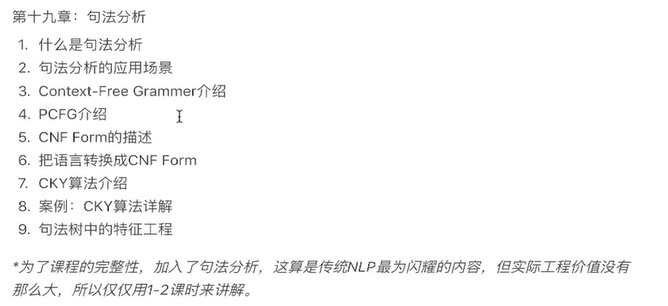 第十九章：句法分析
1. 什么是句法分析
2. 句法分析的应用场景
3. Context-Free Grammer介绍
4. PCFG介绍
5. CNF Form的描述
6. 把语言转换成CNF Form
7. CKY算法介绍
8. 案例：CKY算法详解
9. 句法树中的特征工程
*为了课程的完整性，加入了句法分析，这算是传统NLP最为闪耀的内容，但实际工程价值没有
那么大，所以仅仅用1-2课时来讲解。